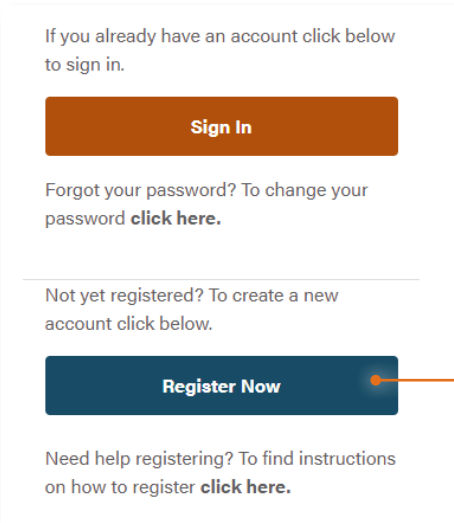 If you already have an account click below
to sign in.
Sign In
Forgot your password? To change your
password click here.
Not yet registered? To create a new
account click below.
Register Now
Need help registering? To find instructions
on how to register click here.